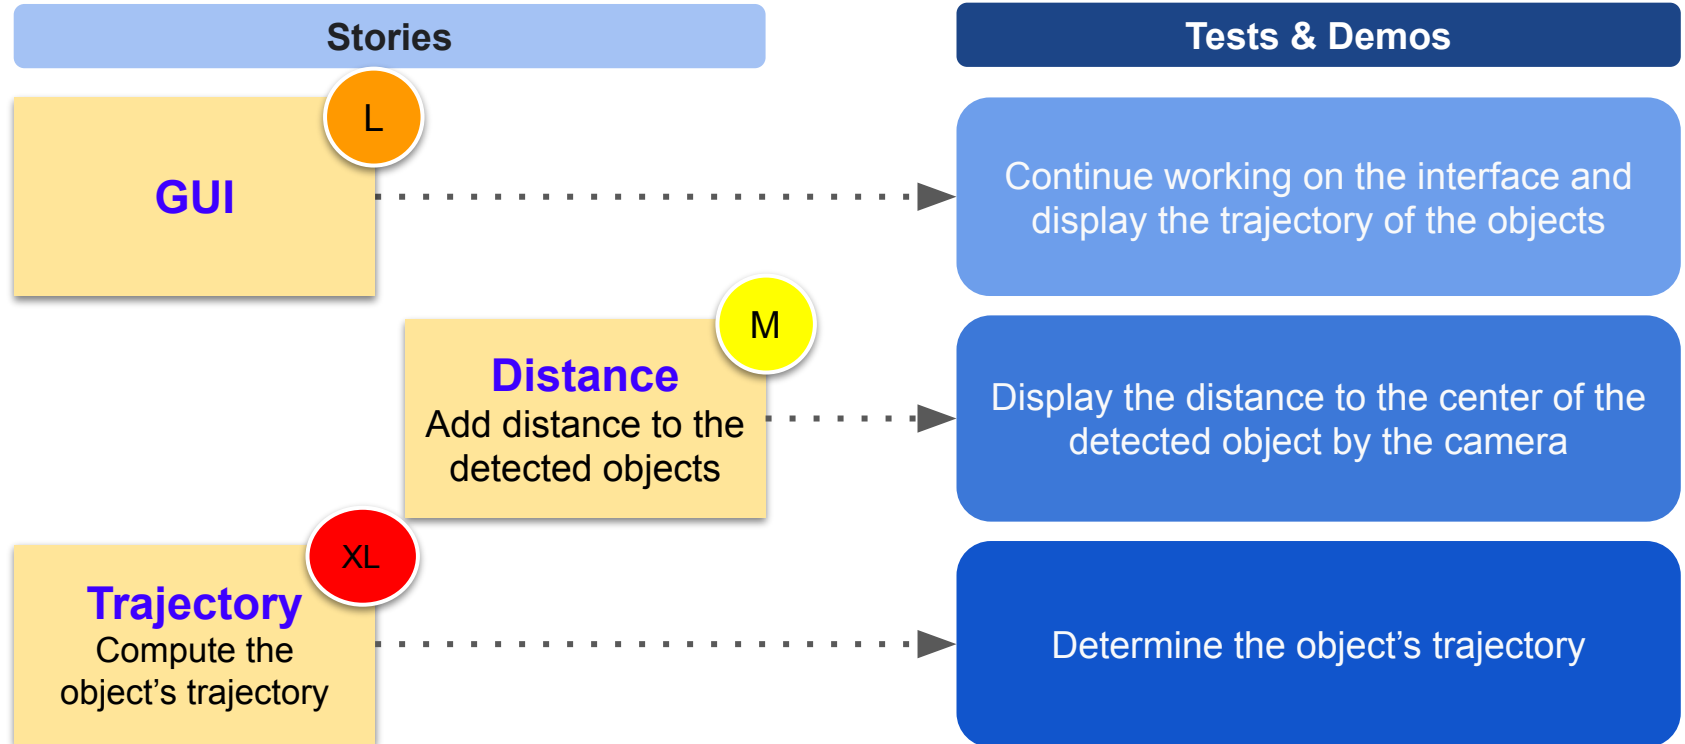 Stories
Tests & Demos
L
GUI
Continue working on the interface and
display the trajectory of the objects
M
Distance
Add distance to the
detected objects
Display the distance to the center of the
detected object by the camera
XL
Trajectory
Compute the
object’s trajectory
Determine the object’s trajectory